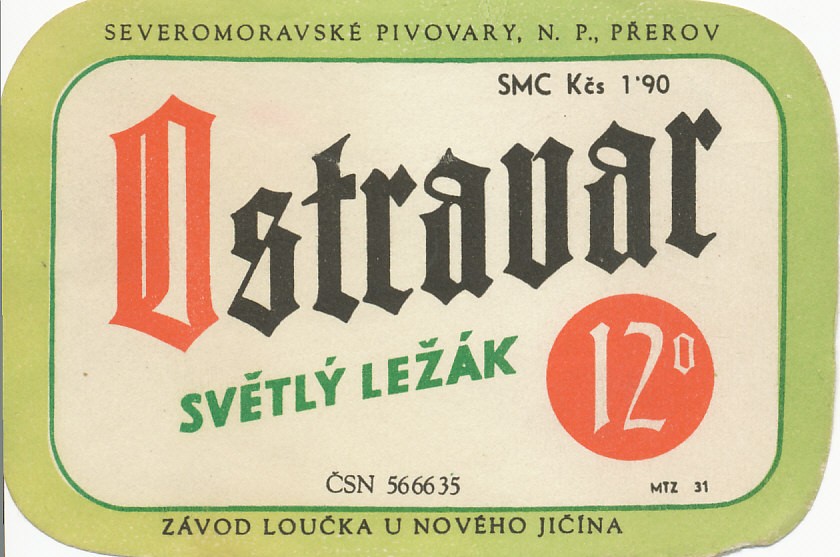 SEVEROMORAVSKÉ PIVOVARY, N. P., PŘEROV
SMC Kčs 1'90
Ostravar
SVĚTLÝ LEŽÁK
12°
ČSN 566635
MTZ 31
ZÁVOD LOUČKA U NOVÉHO JIČÍNA